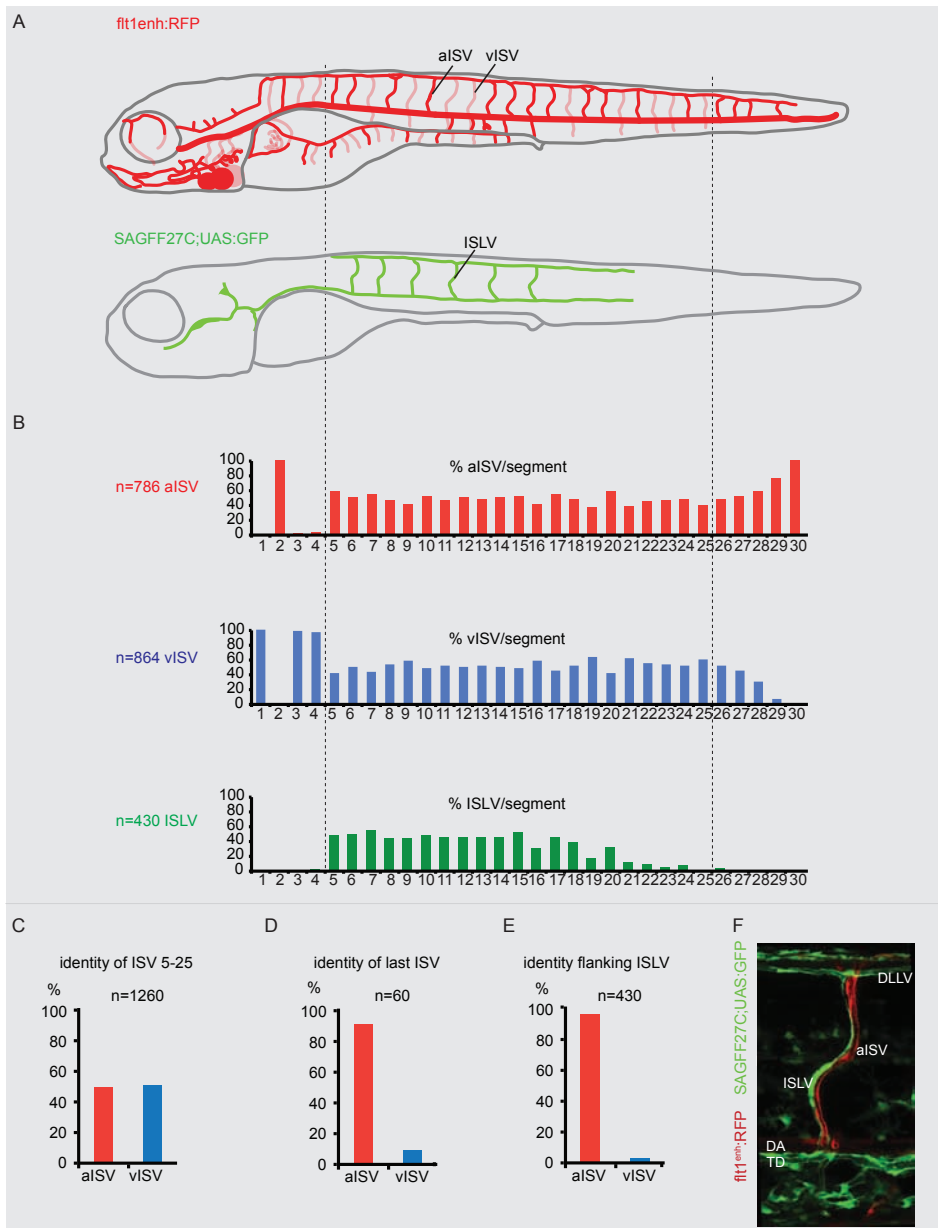 A
flt1enh:RFP
aISV vISV
SAGFF27C;UAS:GFP
ISLV
B
n=786 aISV
% aISV/segment
100
80
60
40
20
0
1 2 3 4 5 6 7 8 9 10 11 12 13 14 15 16 17 18 19 20 21 22 23 24 25 26 27 28 29 30
n=864 vISV
% vISV/segment
100
80
60
40
20
0
1 2 3 4 5 6 7 8 9 10 11 12 13 14 15 16 17 18 19 20 21 22 23 24 25 26 27 28 29 30
n=430 ISLV
% ISLV/segment
100
80
60
40
20
0
1 2 3 4 5 6 7 8 9 10 11 12 13 14 15 16 17 18 19 20 21 22 23 24 25 26 27 28 29 30
C
identity of ISV 5-25
%
n=1260
100
80
60
40
20
0
aISV vISV
D
identity of last ISV
%
n=60
100
80
60
40
20
0
aISV vISV
E
identity flanking ISLV
%
n=430
100
80
60
40
20
0
aISV vISV
F
flt1enh:RFP SAGFF27C;UAS:GFP
DLLV
aISV
ISLV
DA
TD